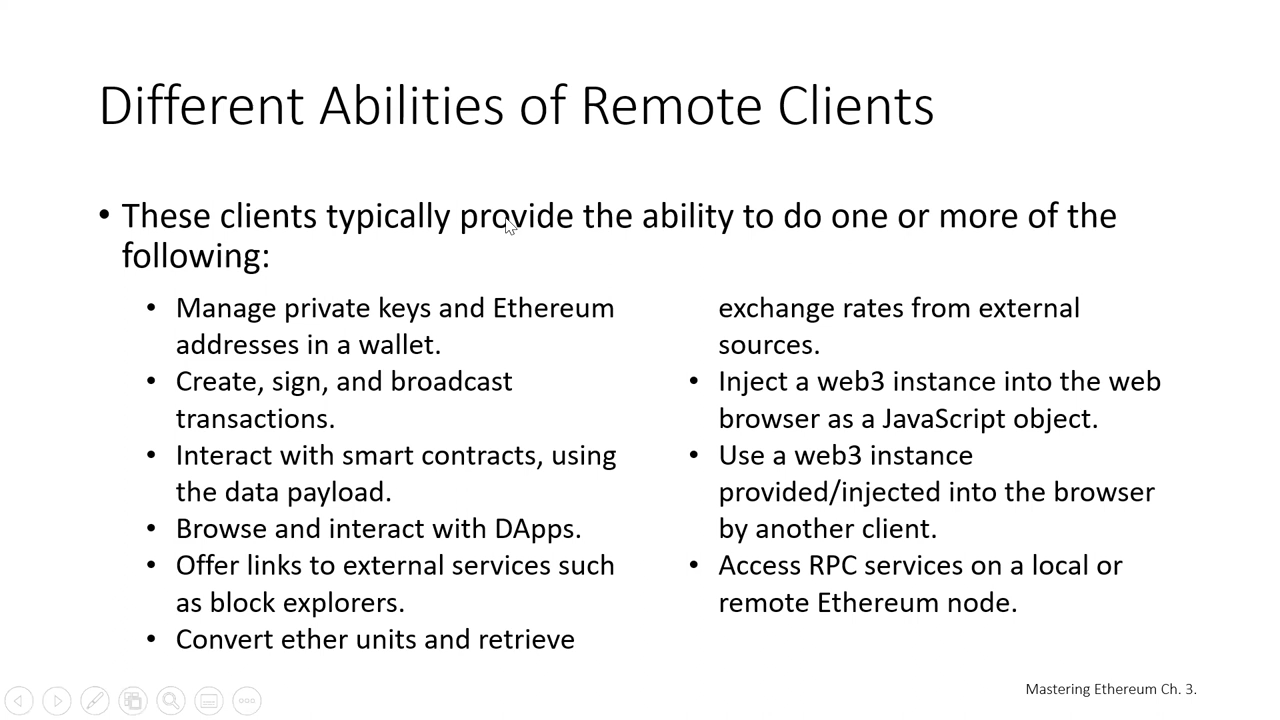 Different Abilities of Remote Clients
• These clients typically provide the ability to do one or more of the
following:
• Manage private keys and Ethereum
addresses in a wallet.
• Create, sign, and broadcast
transactions.
• Interact with smart contracts, using
the data payload.
• Browse and interact with DApps.
• Offer links to external services such
as block explorers.
• Convert ether units and retrieve
exchange rates from external
sources.
• Inject a web3 instance into the web
browser as a JavaScript object.
• Use a web3 instance
provided/injected into the browser
by another client.
• Access RPC services on a local or
remote Ethereum node.
Mastering Ethereum Ch. 3.